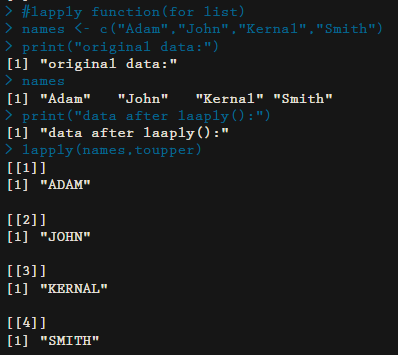 > #lapply function(for list)
> names <- c("Adam","John","Kernal","Smith")
> print("original data:")
[1] "original data:"
> names
[1] "Adam"   "John"   "Kernal" "Smith"
> print("data after laaply():")
[1] "data after laaply():"
> lapply(names,toupper)
[[1]]
[1] "ADAM"

[[2]]
[1] "JOHN"

[[3]]
[1] "KERNAL"

[[4]]
[1] "SMITH"